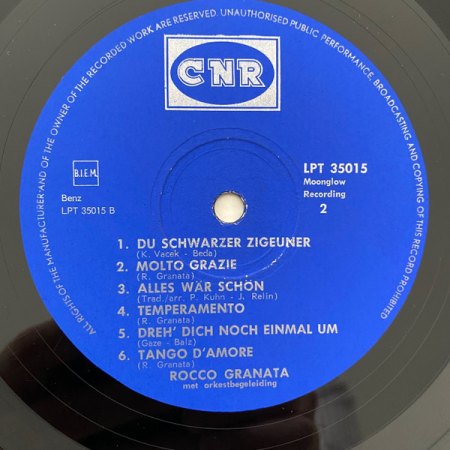 ALL RIGHTS OF THE MANUFACTURER AND OF THE OWNER OF THE RECORDED WORK ARE RESERVED. UNAUTHORISED PUBLIC PERFORMANCE, BROADCASTING AND COPYING OF THIS RECORD PROHIBITED
CNR
B.I.E.M.
Benz
LPT 35015 B
LPT 35015
Moonglow
Recording
2
1. DU SCHWARZER ZIGEUNER
(K. Vacek - Beda)
2. MOLTO GRAZIE
(R. Granata)
3. ALLES WÄR SCHÖN
(Trad./arr. P. Kuhn - J. Relin)
4. TEMPERAMENTO
(R. Granata)
5. DREH' DICH NOCH EINMAL UM
(Gaze - Balz)
6. TANGO D'AMORE
(R. Granata)
ROCCO GRANATA
met orkestbegeleiding